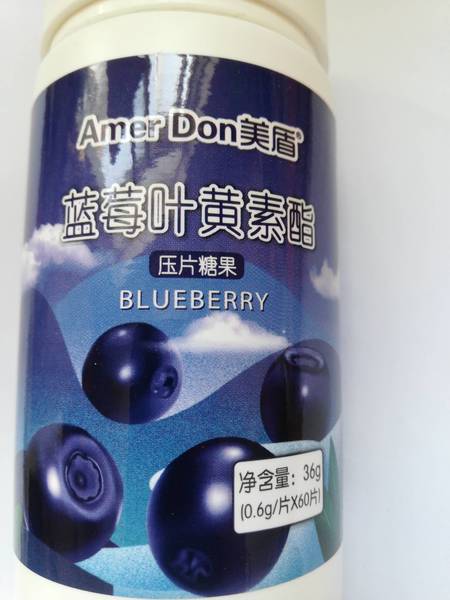 Amer Don美盾®
蓝莓叶黄素酯
压片糖果
BLUEBERRY
净含量：36g
(0.6g/片X60片)